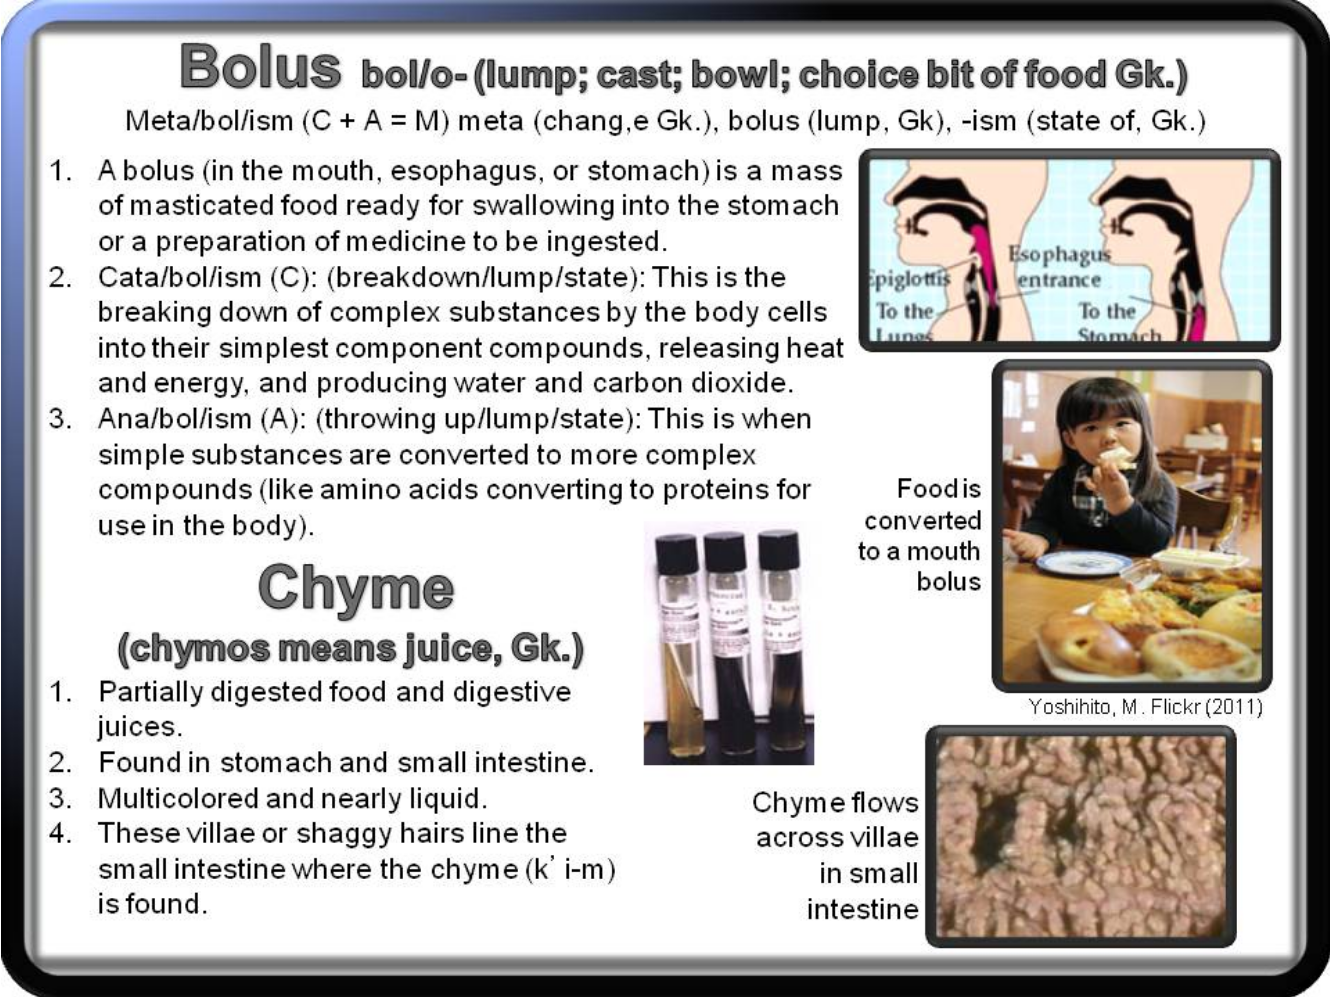 Bolus bol/o- (lump; cast; bowl; choice bit of food Gk.)
Meta/bol/ism (C + A = M) meta (chang,e Gk.), bolus (lump, Gk), -ism (state of, Gk.)
1. A bolus (in the mouth, esophagus, or stomach) is a mass
of masticated food ready for swallowing into the stomach
or a preparation of medicine to be ingested.
2. Cata/bol/ism (C): (breakdown/lump/state): This is the
breaking down of complex substances by the body cells
into their simplest component compounds, releasing heat
and energy, and producing water and carbon dioxide.
3. Ana/bol/ism (A): (throwing up/lump/state): This is when
simple substances are converted to more complex
compounds (like amino acids converting to proteins for
use in the body).
Esophagus
entrance
Epiglottis
To the
Lungs
To the
Stomach
Food is
converted
to a mouth
bolus
Yoshihito, M. Flickr (2011)
Chyme
(chymos means juice, Gk.)
1. Partially digested food and digestive
juices.
2. Found in stomach and small intestine.
3. Multicolored and nearly liquid.
4. These villae or shaggy hairs line the
small intestine where the chyme (k’ i-m)
is found.
Chyme flows
across villae
in small
intestine